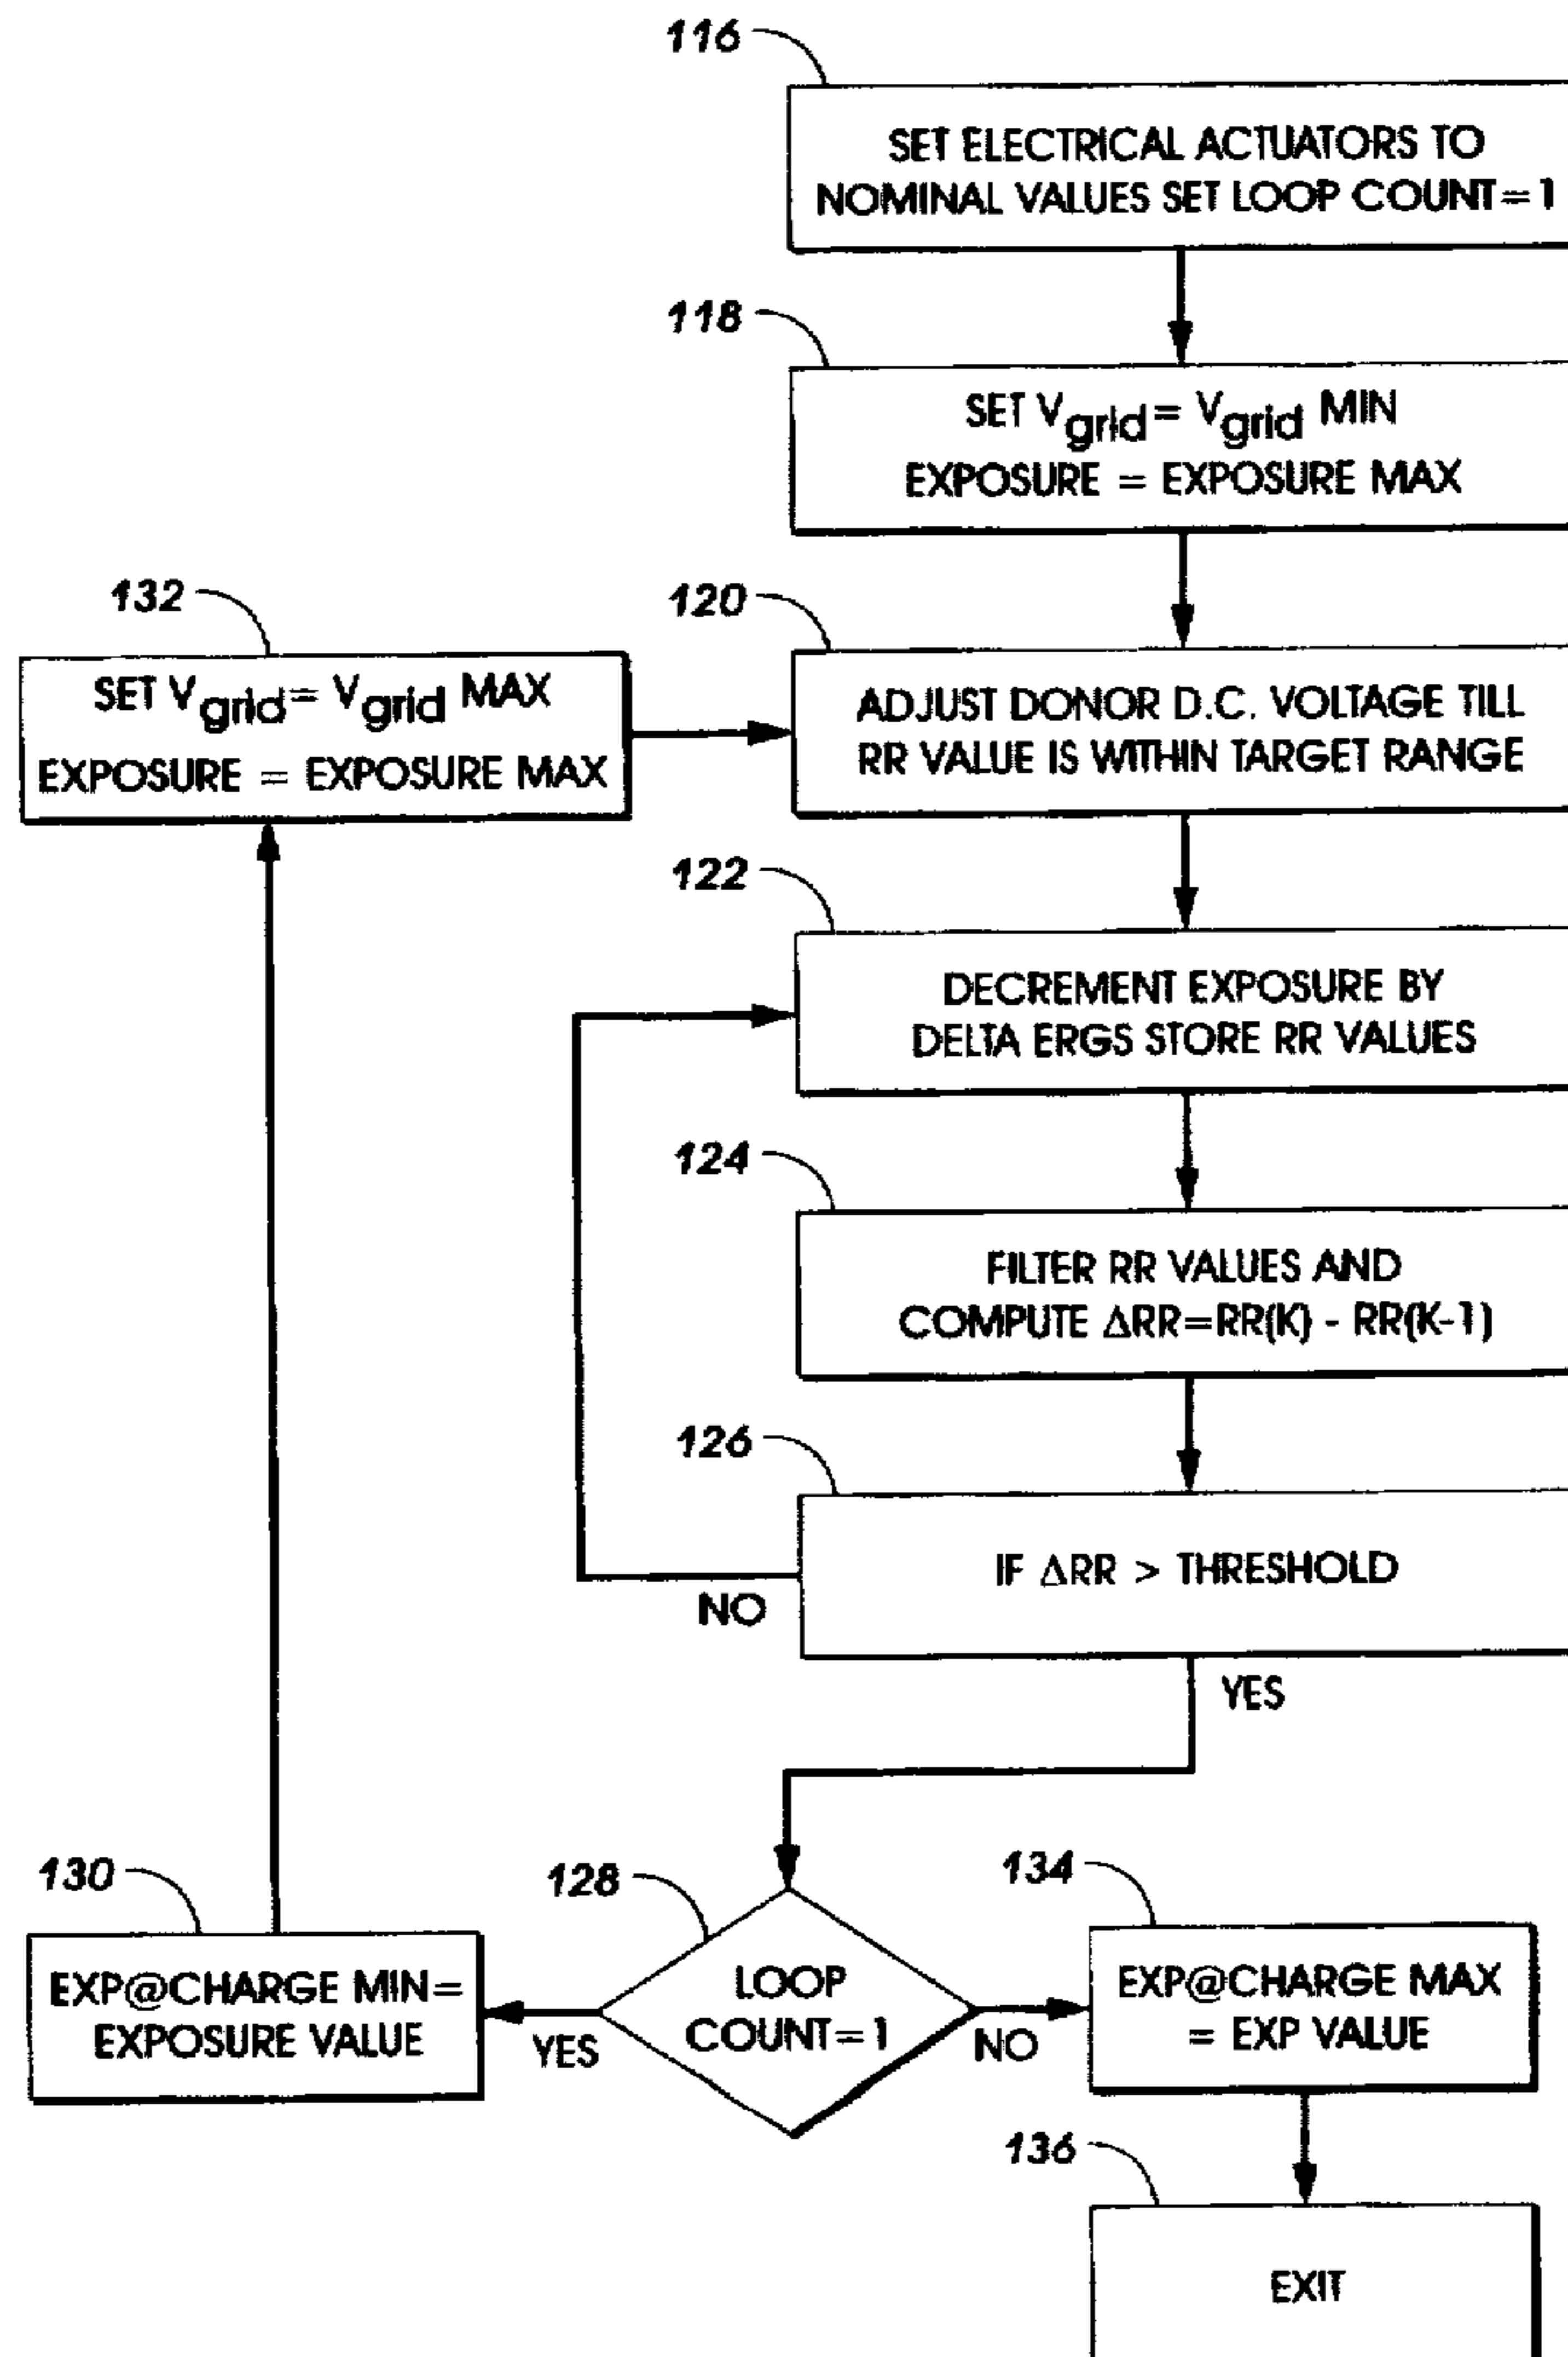 116
SET ELECTRICAL ACTUATORS TO
NOMINAL VALUES SET LOOP COUNT=1
118
SET Vgrid= Vgrid MIN
EXPOSURE = EXPOSURE MAX
132
SET Vgrid= Vgrid MAX
EXPOSURE = EXPOSURE MAX
120
ADJUST DONOR D.C. VOLTAGE TILL
RR VALUE IS WITHIN TARGET RANGE
122
DECREMENT EXPOSURE BY
DELTA ERGS STORE RR VALUES
124
FILTER RR VALUES AND
COMPUTE ΔRR=RR(K) - RR(K-1)
126
IF ΔRR > THRESHOLD
NO
YES
130
EXP@CHARGE MIN=
EXPOSURE VALUE
128
LOOP
COUNT=1
YES
NO
134
EXP@CHARGE MAX
= EXP VALUE
136
EXIT